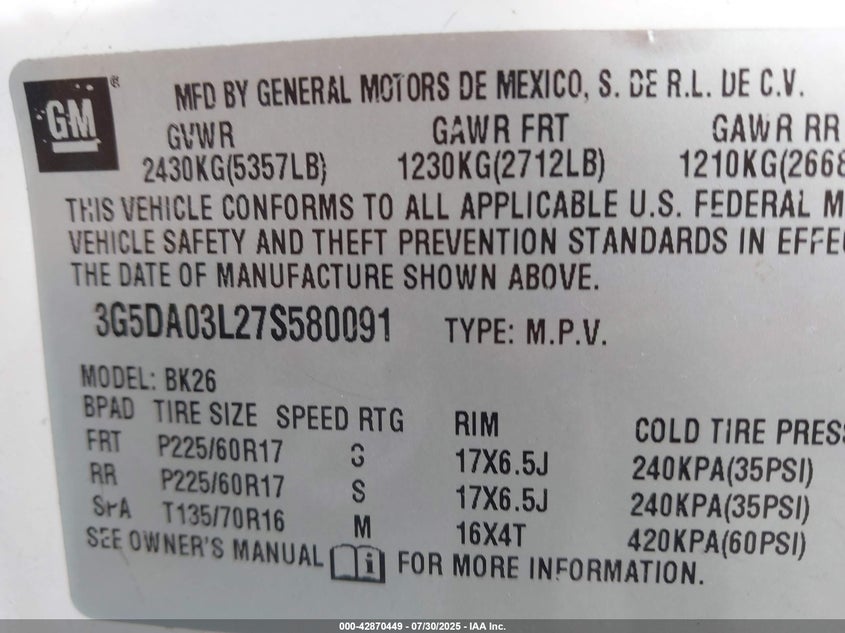 GM ®
MFD BY GENERAL MOTORS DE MEXICO, S. DE R.L. DE C.V.
GVWR GAWR FRT GAWR RR
2430KG(5357LB) 1230KG(2712LB) 1210KG(2668
THIS VEHICLE CONFORMS TO ALL APPLICABLE U.S. FEDERAL M
VEHICLE SAFETY AND THEFT PREVENTION STANDARDS IN EFFE
THE DATE OF MANUFACTURE SHOWN ABOVE.
3G5DA03L27S580091 TYPE: M.P.V.
MODEL: BK26
BPAD TIRE SIZE SPEED RTG RIM COLD TIRE PRESS
FRT P225/60R17 S 17X6.5J 240KPA(35PSI)
RR P225/60R17 S 17X6.5J 240KPA(35PSI)
SPA T135/70R16 M 16X4T 420KPA(60PSI)
SEE OWNER'S MANUAL i FOR MORE INFORMATION.
000-42870449 - 07/30/2025 - IAA Inc.